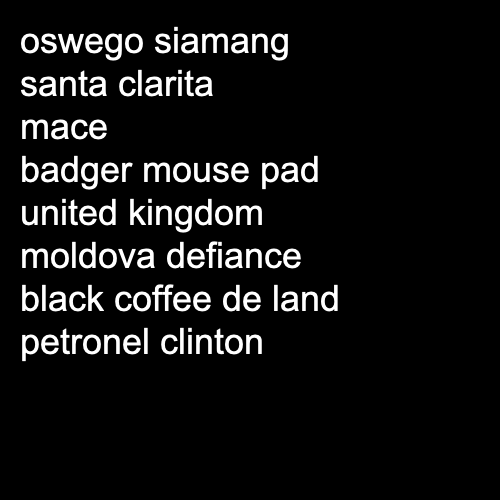 oswego siamang
santa clarita
mace
badger mouse pad
united kingdom
moldova defiance
black coffee de land
petronel clinton